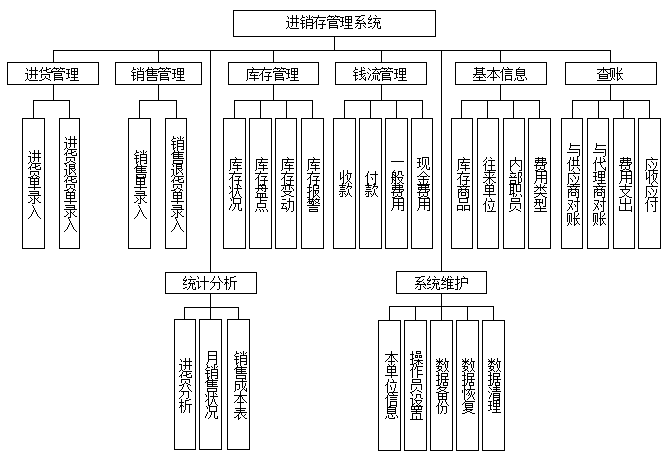 进销存管理系统
进货管理
销售管理
库存管理
钱流管理
基本信息
查账
进货单录入
进货退货单录入
销售单录入
销售退货单录入
库存状况
库存盘点
库存变动
库存报警
收款
付款
一般费用
现金费用
库存商品
往来单位
内部职员
费用类型
与供应商对账
与代理商对账
费用支出
应收应付
统计分析
系统维护
进货分析
月销售状况
销售成本表
本单位信息
操作员设置
数据备份
数据恢复
数据清理